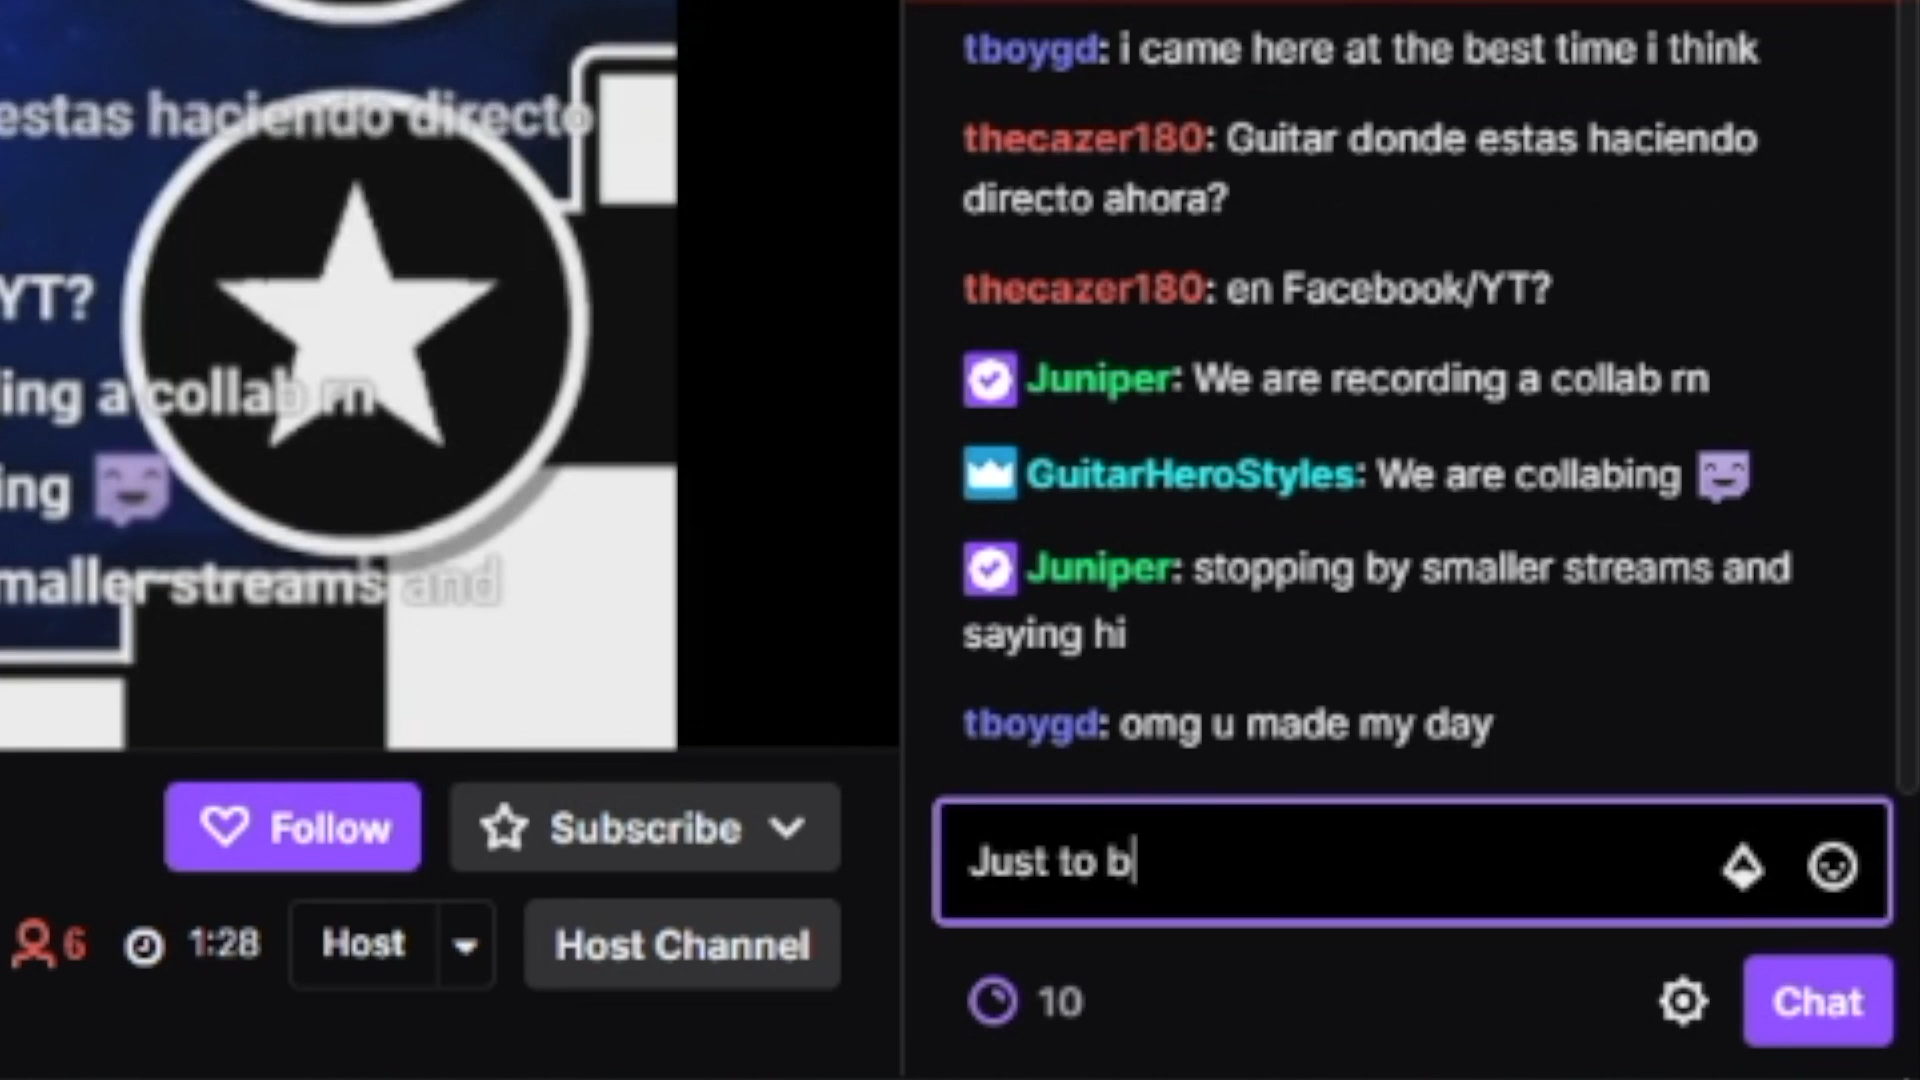 estas haciendo directo
YT?
ing a collab rn
ing
maller streams and
Follow
Subscribe
6
1:28
Host
Host Channel
tboygd: i came here at the best time i think
thecazer180: Guitar donde estas haciendo
directo ahora?
thecazer180: en Facebook/YT?
Juniper: We are recording a collab rn
GuitarHeroStyles: We are collabing
Juniper: stopping by smaller streams and
saying hi
tboygd: omg u made my day
Just to b
10
Chat